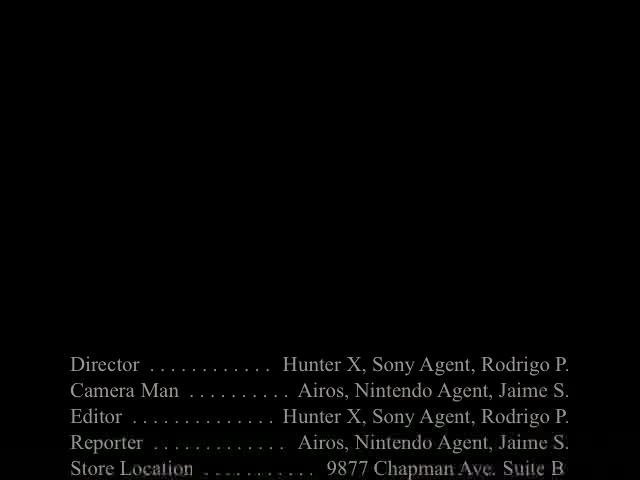 Director . . . . . . . . . . . . Hunter X, Sony Agent, Rodrigo P.
Camera Man . . . . . . . . . . Airos, Nintendo Agent, Jaime S.
Editor . . . . . . . . . . . . . . Hunter X, Sony Agent, Rodrigo P.
Reporter . . . . . . . . . . . . . Airos, Nintendo Agent, Jaime S.
Store Location . . . . . . . . . . . 9877 Chapman Ave. Suite B